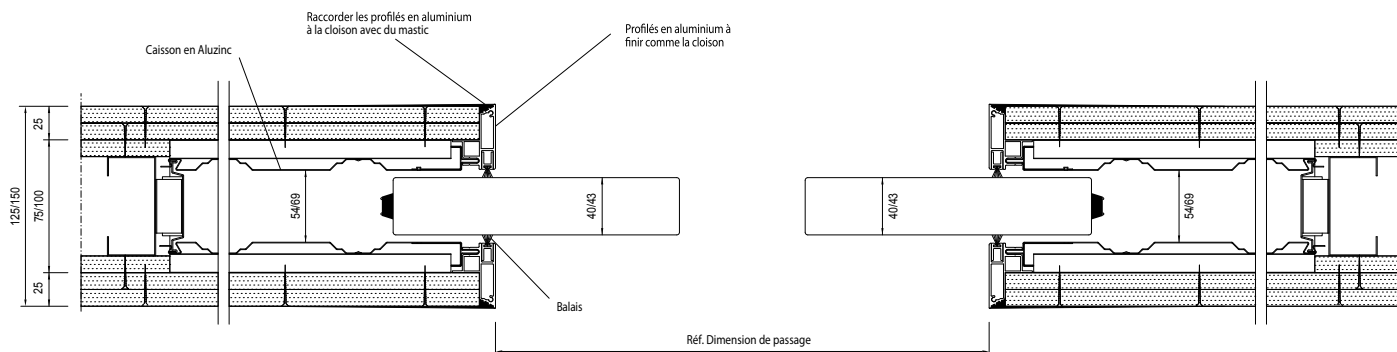 Raccorder les profilés en aluminium
à la cloison avec du mastic
Profilés en aluminium à
finir comme la cloison
Caisson en Aluzinc
25
125/150
75/100
25
54/69
40/43
40/43
54/69
Balais
Réf. Dimension de passage